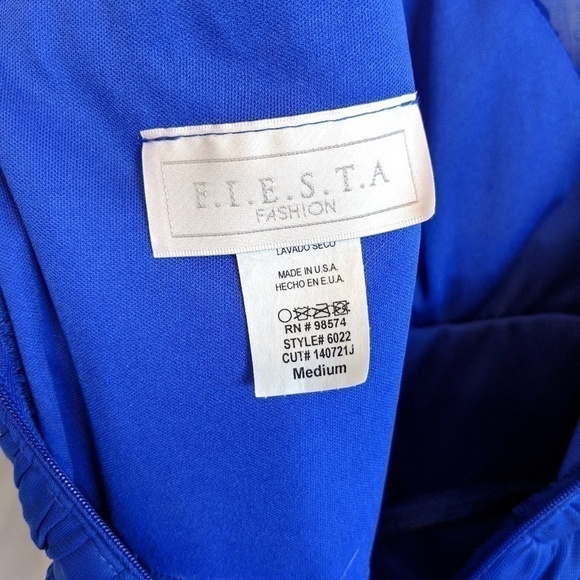 F.I.E.S.T.A
FASHION
LAVADO SECO
MADE IN U.S.A.
HECHO EN E.U.A.
RN # 98574
STYLE# 6022
CUT# 140721J
Medium